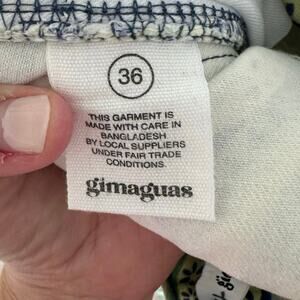 36
THIS GARMENT IS
MADE WITH CARE IN
BANGLADESH
BY LOCAL SUPPLIERS
UNDER FAIR TRADE
CONDITIONS.
gimaguas